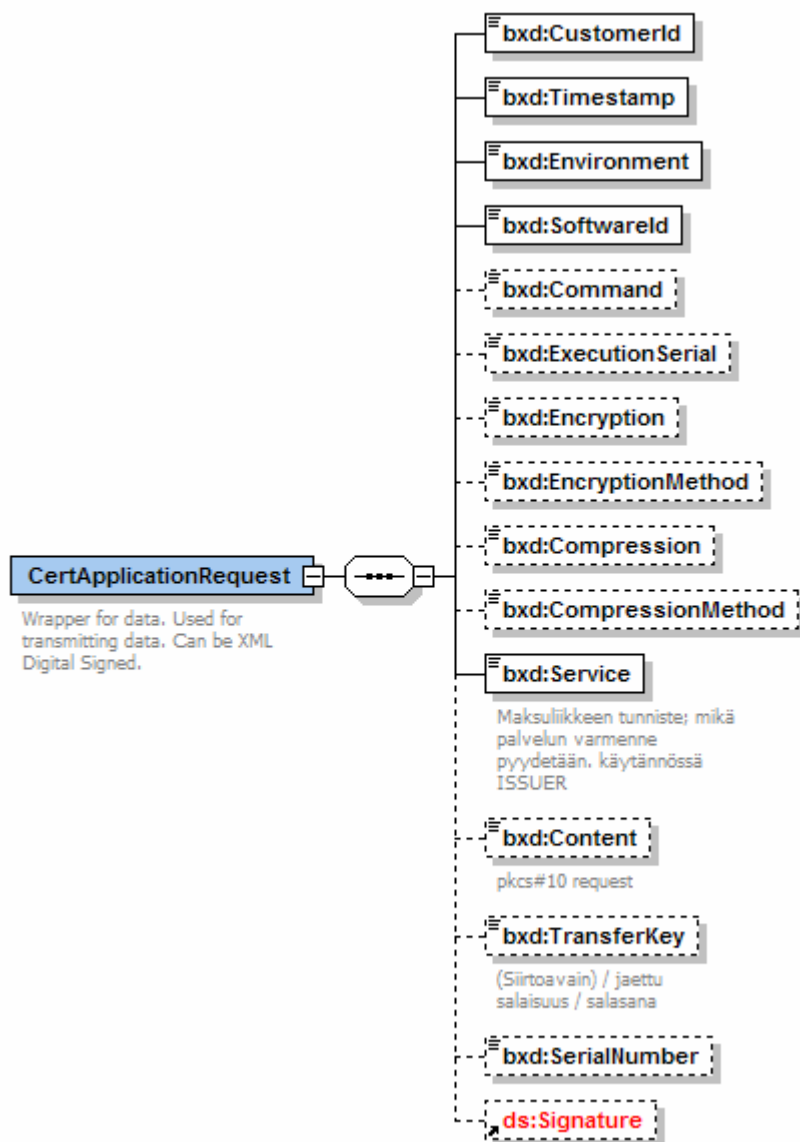 bxd:CustomerId
bxd:Timestamp
bxd:Environment
bxd:SoftwareId
bxd:Command
bxd:ExecutionSerial
bxd:Encryption
bxd:EncryptionMethod
bxd:Compression
CertApplicationRequest
Wrapper for data. Used for
transmitting data. Can be XML
Digital Signed.
bxd:CompressionMethod
bxd:Service
Maksuliikkeen tunniste; mikä
palvelun varmenne
pyydetään. käytännössä
ISSUER
bxd:Content
pkcs#10 request
bxd:TransferKey
(Siirtoavain) / jaettu
salaisuus / salasana
bxd:SerialNumber
ds:Signature